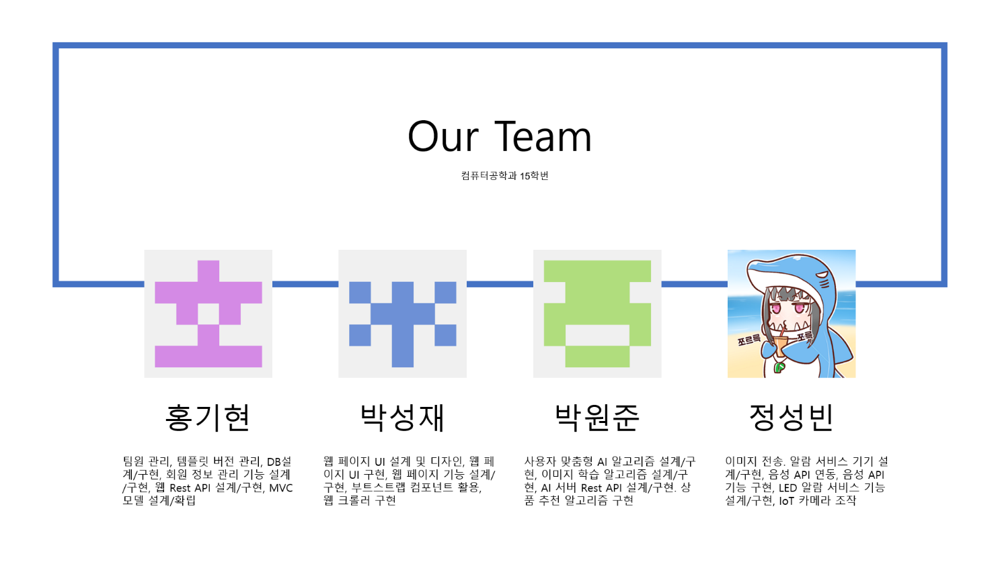 Our Team
컴퓨터공학과 15학번
쪼르륵
쪼륵
홍기현
박성재
박원준
정성빈
팀원 관리, 템플릿 버전 관리, DB설
계/구현, 회원 정보 관리 기능 설계
/구현, 웹 Rest API 설계/구현, MVC
모델 설계/확립
웹 페이지 UI 설계 및 디자인, 웹 페
이지 UI 구현, 웹 페이지 기능 설계/
구현, 부트스트랩 컴포넌트 활용,
웹 크롤러 구현
사용자 맞춤형 AI 알고리즘 설계/구
현, 이미지 학습 알고리즘 설계/구
현, AI 서버 Rest API 설계/구현. 상
품 추천 알고리즘 구현
이미지 전송. 알람 서비스 기기 설
계/구현, 음성 API 연동, 음성 API
기능 구현, LED 알람 서비스 기능
설계/구현, IoT 카메라 조작